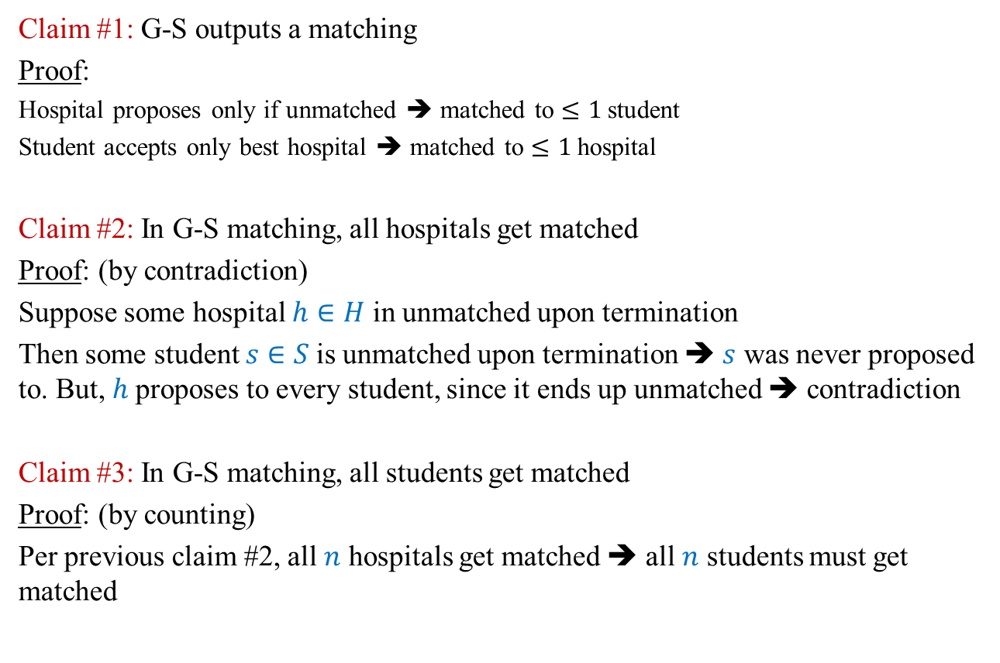 Claim #1: G-S outputs a matching
Proof:
Hospital proposes only if unmatched ➔ matched to ≤ 1 student
Student accepts only best hospital ➔ matched to ≤ 1 hospital
Claim #2: In G-S matching, all hospitals get matched
Proof: (by contradiction)
Suppose some hospital h ∈ H in unmatched upon termination
Then some student s ∈ S is unmatched upon termination ➔ s was never proposed
to. But, h proposes to every student, since it ends up unmatched ➔ contradiction
Claim #3: In G-S matching, all students get matched
Proof: (by counting)
Per previous claim #2, all n hospitals get matched ➔ all n students must get
matched